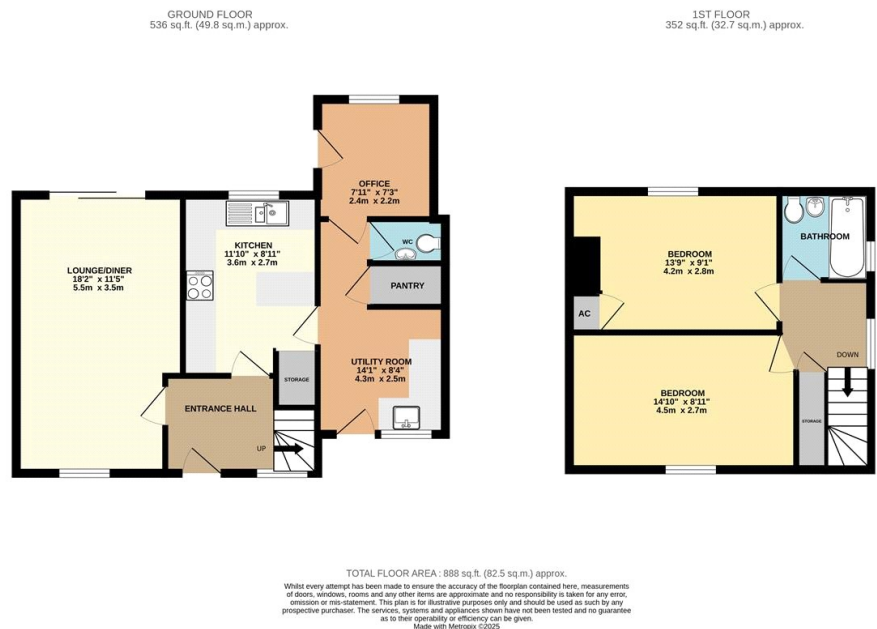 GROUND FLOOR
536 sq.ft. (49.8 sq.m.) approx.
1ST FLOOR
352 sq.ft. (32.7 sq.m.) approx.
OFFICE
7'11" x 7'3"
2.4m x 2.2m
LOUNGE/DINER
18'2" x 11'5"
5.5m x 3.5m
KITCHEN
11'10" x 8'11"
3.6m x 2.7m
WC
PANTRY
UTILITY ROOM
14'1" x 8'4"
4.3m x 2.5m
STORAGE
ENTRANCE HALL
UP
BEDROOM
13'9" x 9'1"
4.2m x 2.8m
BATHROOM
AC
DOWN
BEDROOM
14'10" x 8'11"
4.5m x 2.7m
STORAGE
TOTAL FLOOR AREA : 888 sq.ft. (82.5 sq.m.) approx.
Whilst every attempt has been made to ensure the accuracy of the floorplan contained here, measurements
of doors, windows, rooms and any other items are approximate and no responsibility is taken for any error,
omission or mis-statement. This plan is for illustrative purposes only and should be used as such by any
prospective purchaser. The services, systems and appliances shown have not been tested and no guarantee
as to their operability or efficiency can be given.
Made with Metropix ©2025